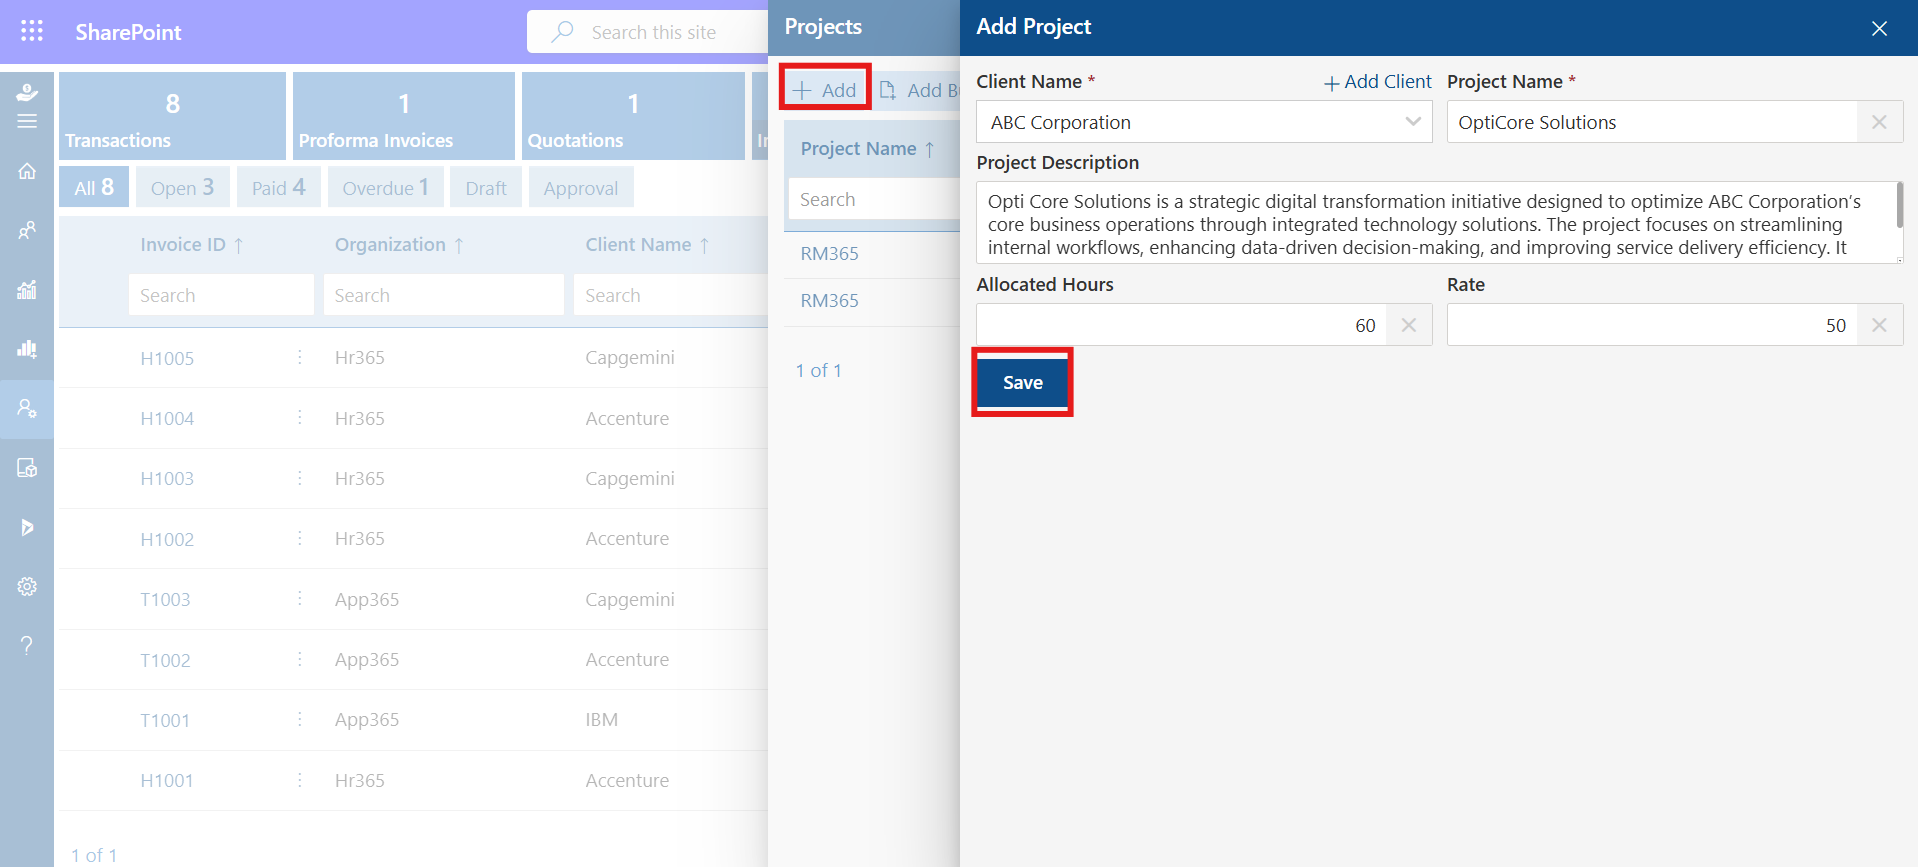 SharePoint
Search this site
8
Transactions
1
Proforma Invoices
1
Quotations
All 8
Open 3
Paid 4
Overdue 1
Draft
Approval
Invoice ID ↑
Organization ↑
Client Name ↑
Search
Search
Search
H1005 Hr365 Capgemini
H1004 Hr365 Accenture
H1003 Hr365 Capgemini
H1002 Hr365 Accenture
T1003 App365 Capgemini
T1002 App365 Accenture
T1001 App365 IBM
H1001 Hr365 Accenture
1 of 1
Projects
+ Add
Add
Project Name ↑
Search
RM365
RM365
1 of 1
Add Project
Client Name *
+ Add Client
Project Name *
ABC Corporation
OptiCore Solutions
Project Description
Opti Core Solutions is a strategic digital transformation initiative designed to optimize ABC Corporation’s
core business operations through integrated technology solutions. The project focuses on streamlining
internal workflows, enhancing data-driven decision-making, and improving service delivery efficiency. It
Allocated Hours
Rate
60
50
Save